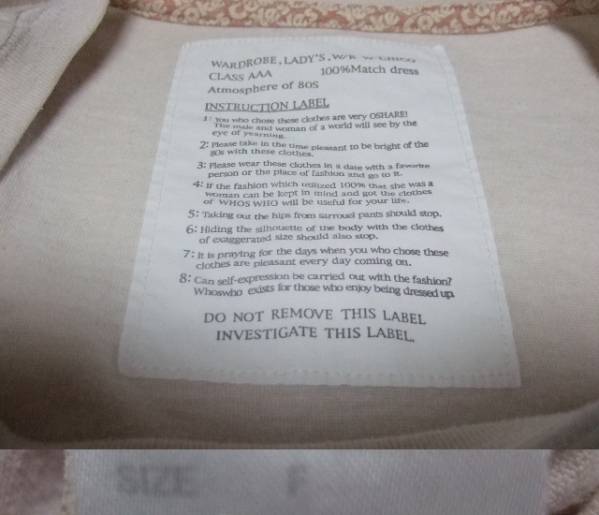 WARDROBE, LADY'S, W/R W CHICO
CLASS AAA 100%Match dress
Atmosphere of 80S
INSTRUCTION LABEL
1: You who chose these clothes are very OSHARE!
The male and woman of a world will see by the
eye of yearning.
2: Please take in the time pleasant to be bright of the
80s with these clothes.
3: Please wear these clothes in a date with a favorite
person or the place of fashion and go to it.
4: If the fashion which utilized 100% that she was a
woman can be kept in mind and got the clothes
of WHOS WHO will be useful for your life.
5: Taking out the hips from sarrouel pants should stop.
6: Hiding the silhouette of the body with the clothes
of exaggerated size should also stop.
7: It is praying for the days when you who chose these
clothes are pleasant every day coming on.
8: Can self-expression be carried out with the fashion?
Whoswho exists for those who enjoy being dressed up
DO NOT REMOVE THIS LABEL
INVESTIGATE THIS LABEL.
SIZE F